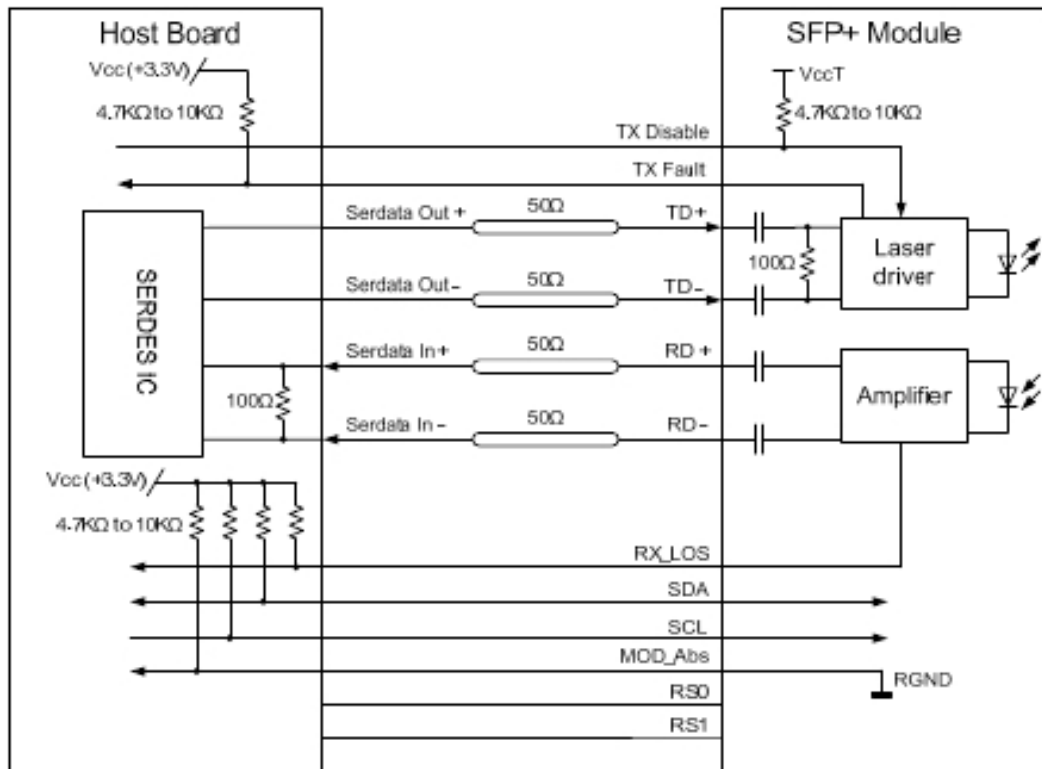 Host Board
SFP+ Module
Vcc (+3.3V)
VccT
4.7KΩ to 10KΩ
4.7KΩ to 10KΩ
TX Disable
TX Fault
Serdata Out +
50Ω
TD+
SERDES IC
100Ω
Laser
driver
Serdata Out−
50Ω
TD−
Serdata In+
50Ω
RD +
100Ω
Amplifier
Serdata In −
50Ω
RD−
Vcc (+3.3V)
4.7KΩ to 10KΩ
RX_LOS
SDA
SCL
MOD_Abs
RGND
RS0
RS1